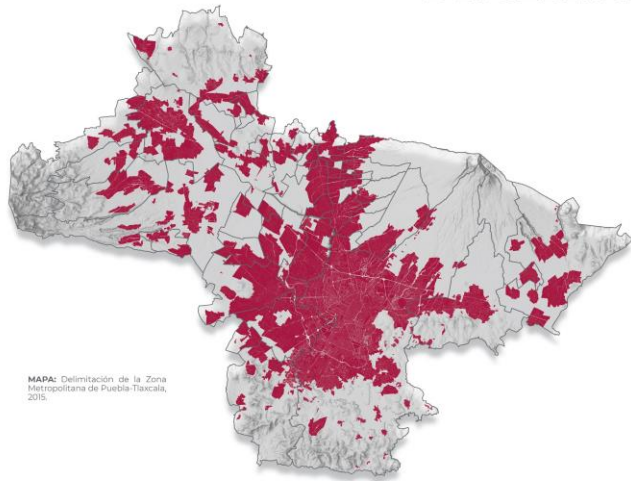 MAPA: Delimitación de la Zona
Metropolitana de Puebla-Tlaxcala,
2015.